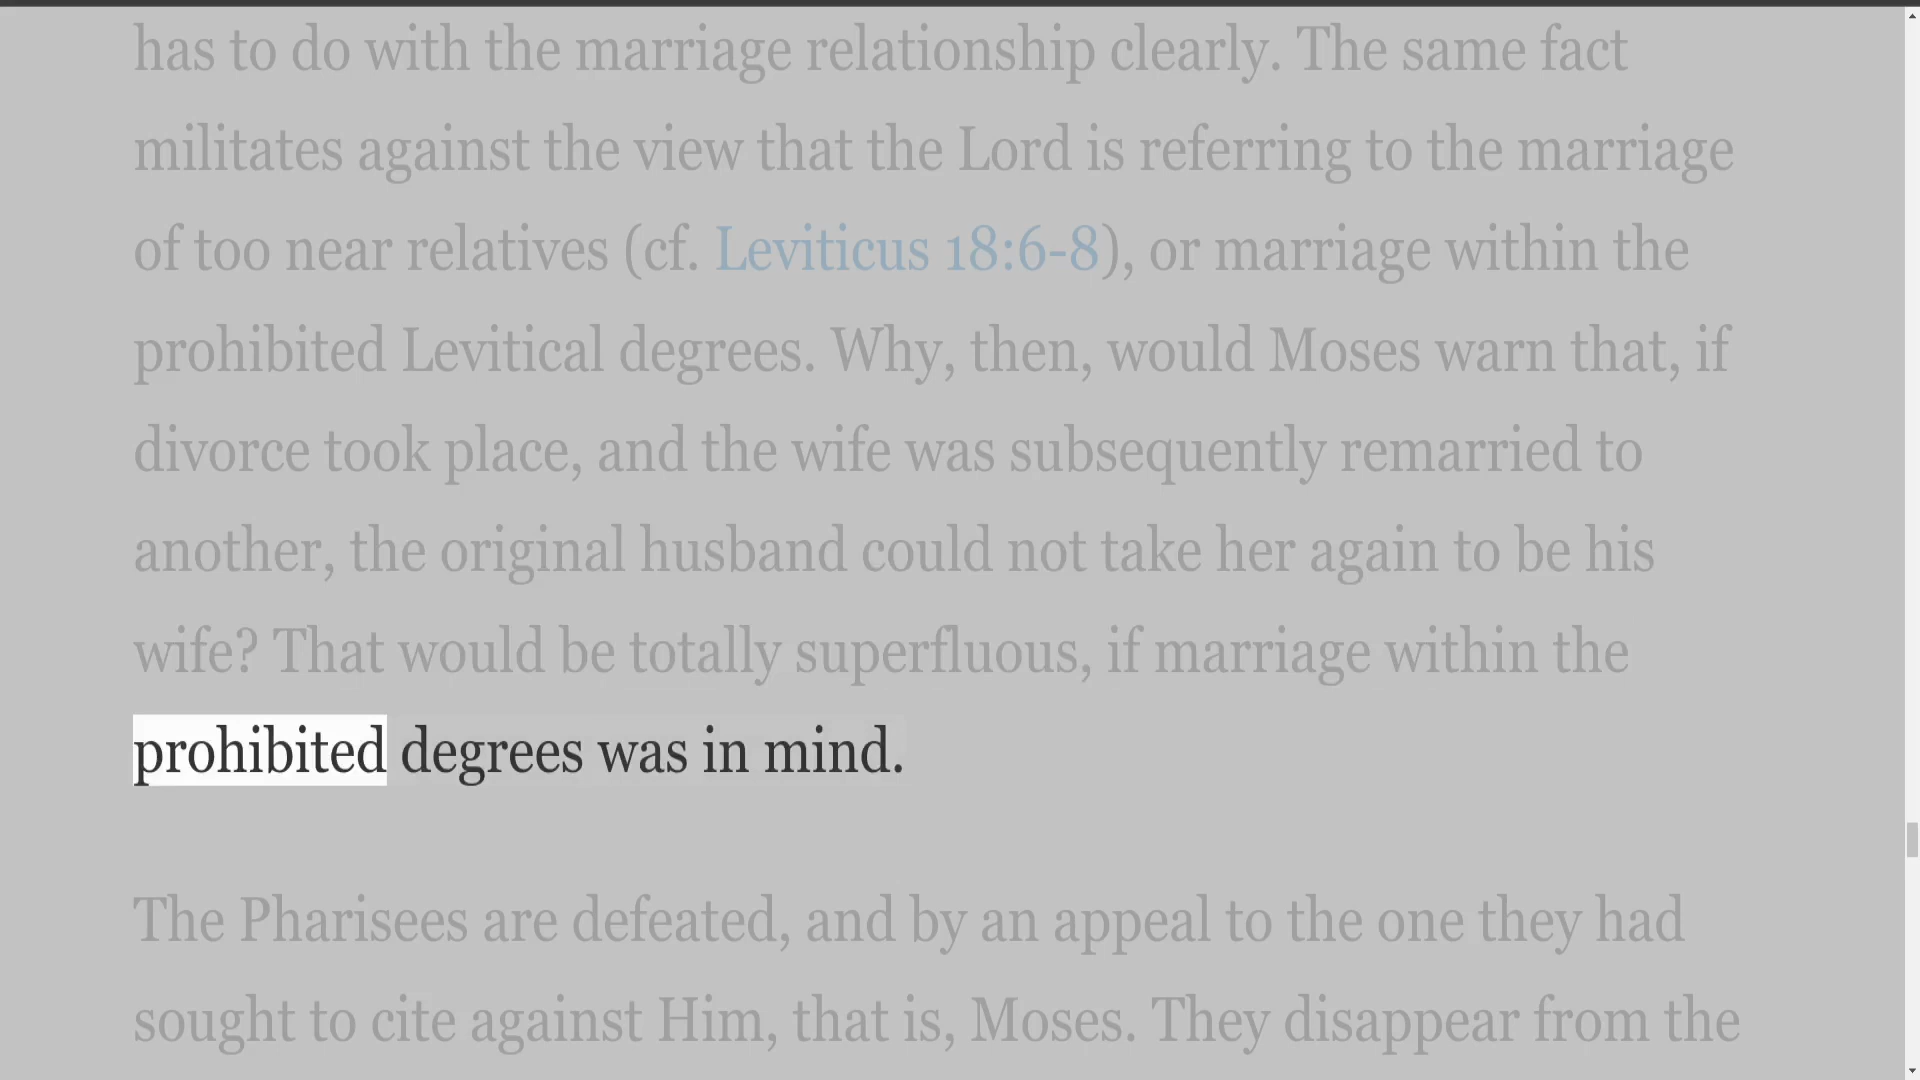 has to do with the marriage relationship clearly. The same fact
militates against the view that the Lord is referring to the marriage
of too near relatives (cf. Leviticus 18:6-8), or marriage within the
prohibited Levitical degrees. Why, then, would Moses warn that, if
divorce took place, and the wife was subsequently remarried to
another, the original husband could not take her again to be his
wife? That would be totally superfluous, if marriage within the
prohibited degrees was in mind.
The Pharisees are defeated, and by an appeal to the one they had
sought to cite against Him, that is, Moses. They disappear from the